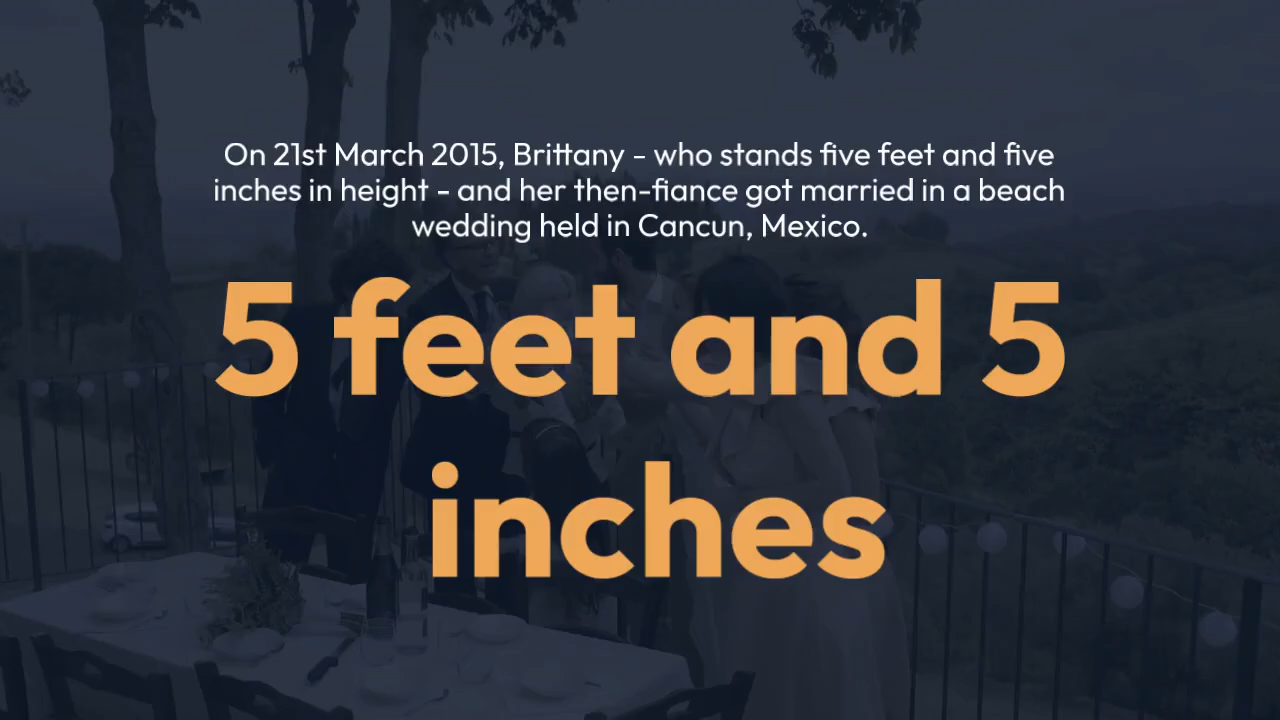 On 21st March 2015, Brittany - who stands five feet and five
inches in height - and her then-fiance got married in a beach
wedding held in Cancun, Mexico.
5 feet and 5
inches